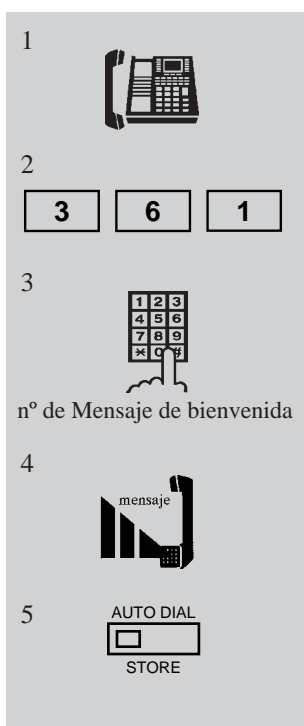 1
2
3 6 1
3
1 2 3
4 5 6
7 8 9
* 0 #
nº de Mensaje de bienvenida
4
mensaje
5
AUTO DIAL
STORE